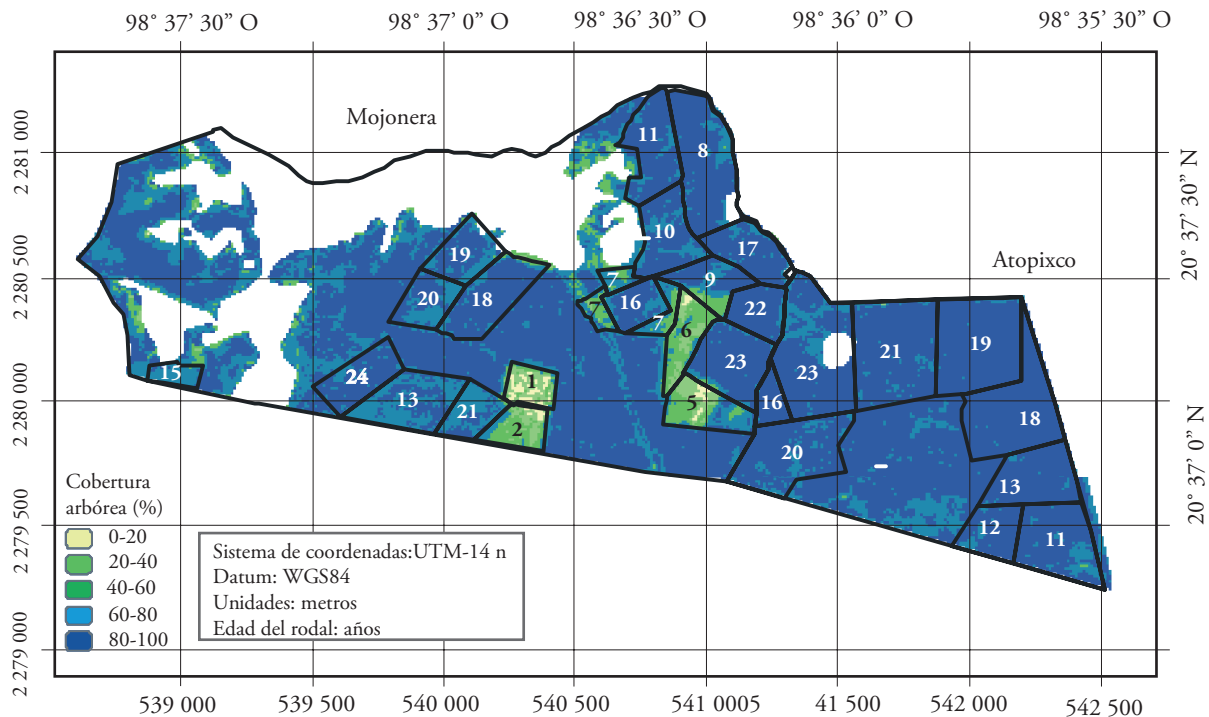 98° 37’ 30” O
98° 37’ 0” O
98° 36’ 30” O
98° 36’ 0” O
98° 35’ 30” O
2 281 000
2 280 500
2 280 000
2 279 500
2 279 000
20° 37’ 30” N
20° 37’ 0” N
Mojonera
Atopixco
11
8
10
17
19
9
7
20
18
16
22
7
7
6
23
23
21
19
15
24
1
13
21
2
5
16
18
20
13
12
11
Cobertura
arbórea (%)
0-20
20-40
40-60
60-80
80-100
Sistema de coordenadas:UTM-14 n
Datum: WGS84
Unidades: metros
Edad del rodal: años
539 000
539 500
540 000
540 500
541 0005
41 500
542 000
542 500